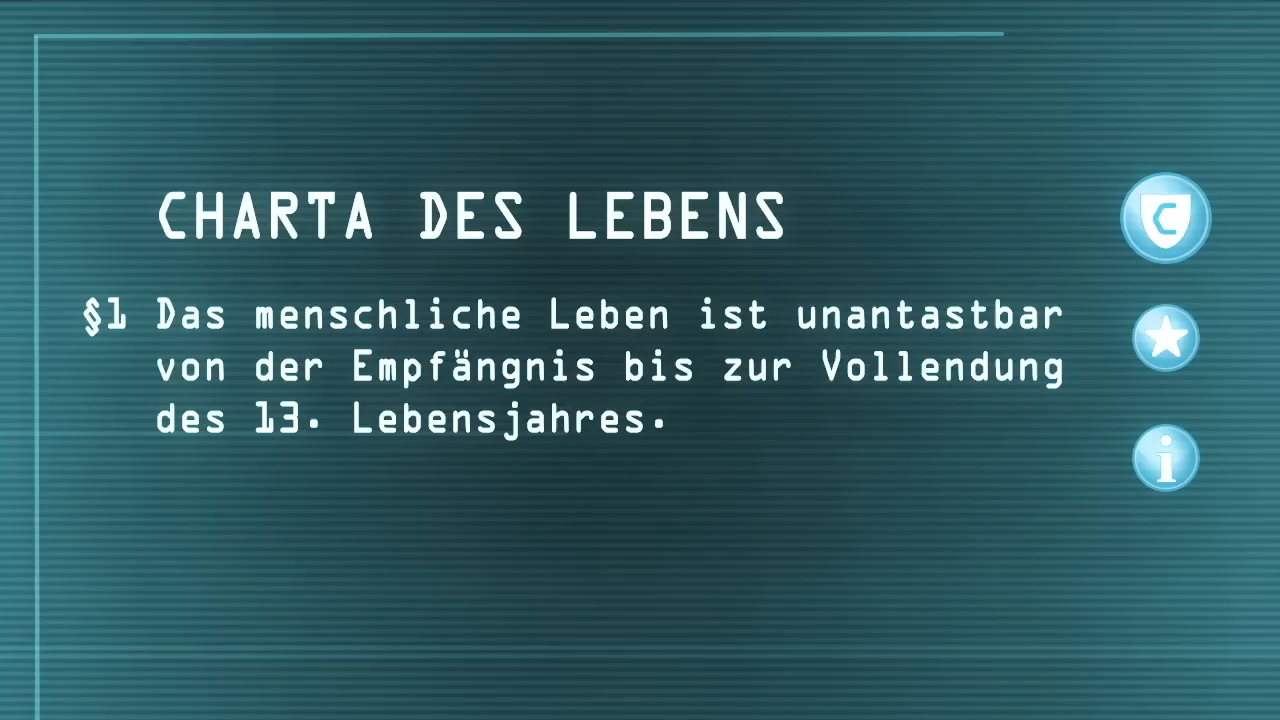 CHARTA DES LEBENS
§1 Das menschliche Leben ist unantastbar
von der Empfängnis bis zur Vollendung
des 13. Lebensjahres.
C
i